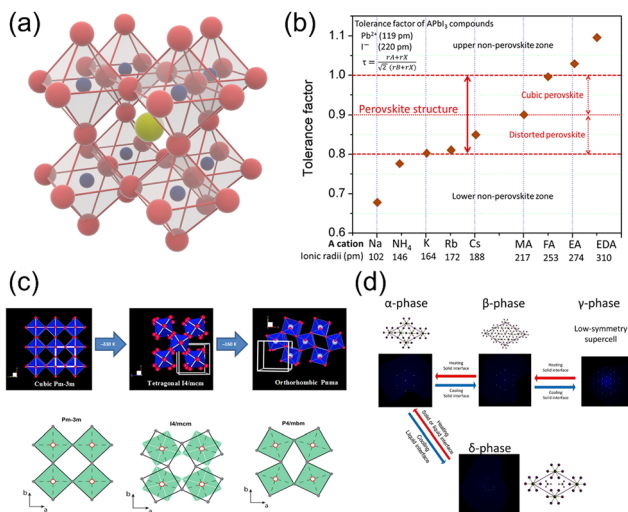 (a)
(b)
Tolerance factor of APbI3 compounds
Pb2+ (119 pm)
I− (220 pm)
τ = rA+rX / √2 (rB+rX)
upper non-perovskite zone
Perovskite structure
Cubic perovskite
Distorted perovskite
Lower non-perovskite zone
Tolerance factor
1.1
1.0
0.9
0.8
0.7
0.6
A cation Na NH4 K Rb Cs MA FA EA EDA
Ionic radii (pm) 102 146 164 172 188 217 253 274 310
(c)
~330 K
~160 K
Cubic Pm-3m
Tetragonal I4/mcm
Orthorhombic Pnma
Pm-3m
I4/mcm
P4/mbm
b
a
b
a
b
a
(d)
α-phase
β-phase
γ-phase
Low-symmetry
supercell
Heating
Solid interface
Cooling
Solid interface
Heating
Solid interface
Cooling
Solid interface
Heating
Solid or liquid interface
Cooling
Liquid interface
δ-phase